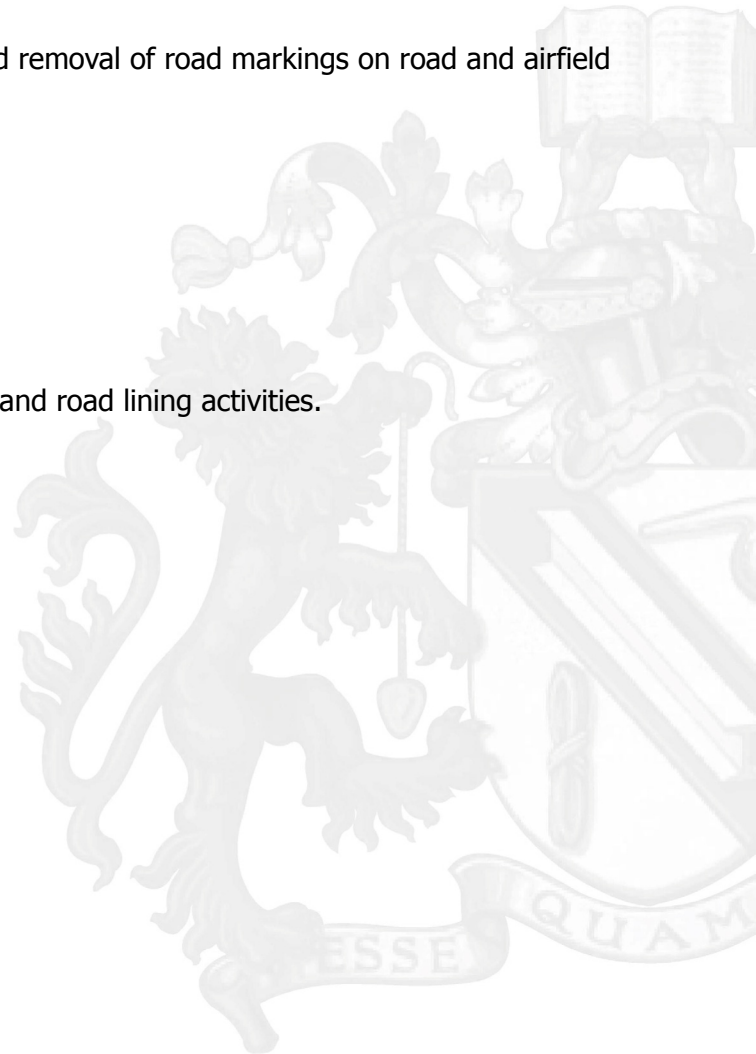 d removal of road markings on road and airfield
and road lining activities.
ESSE
QUAM